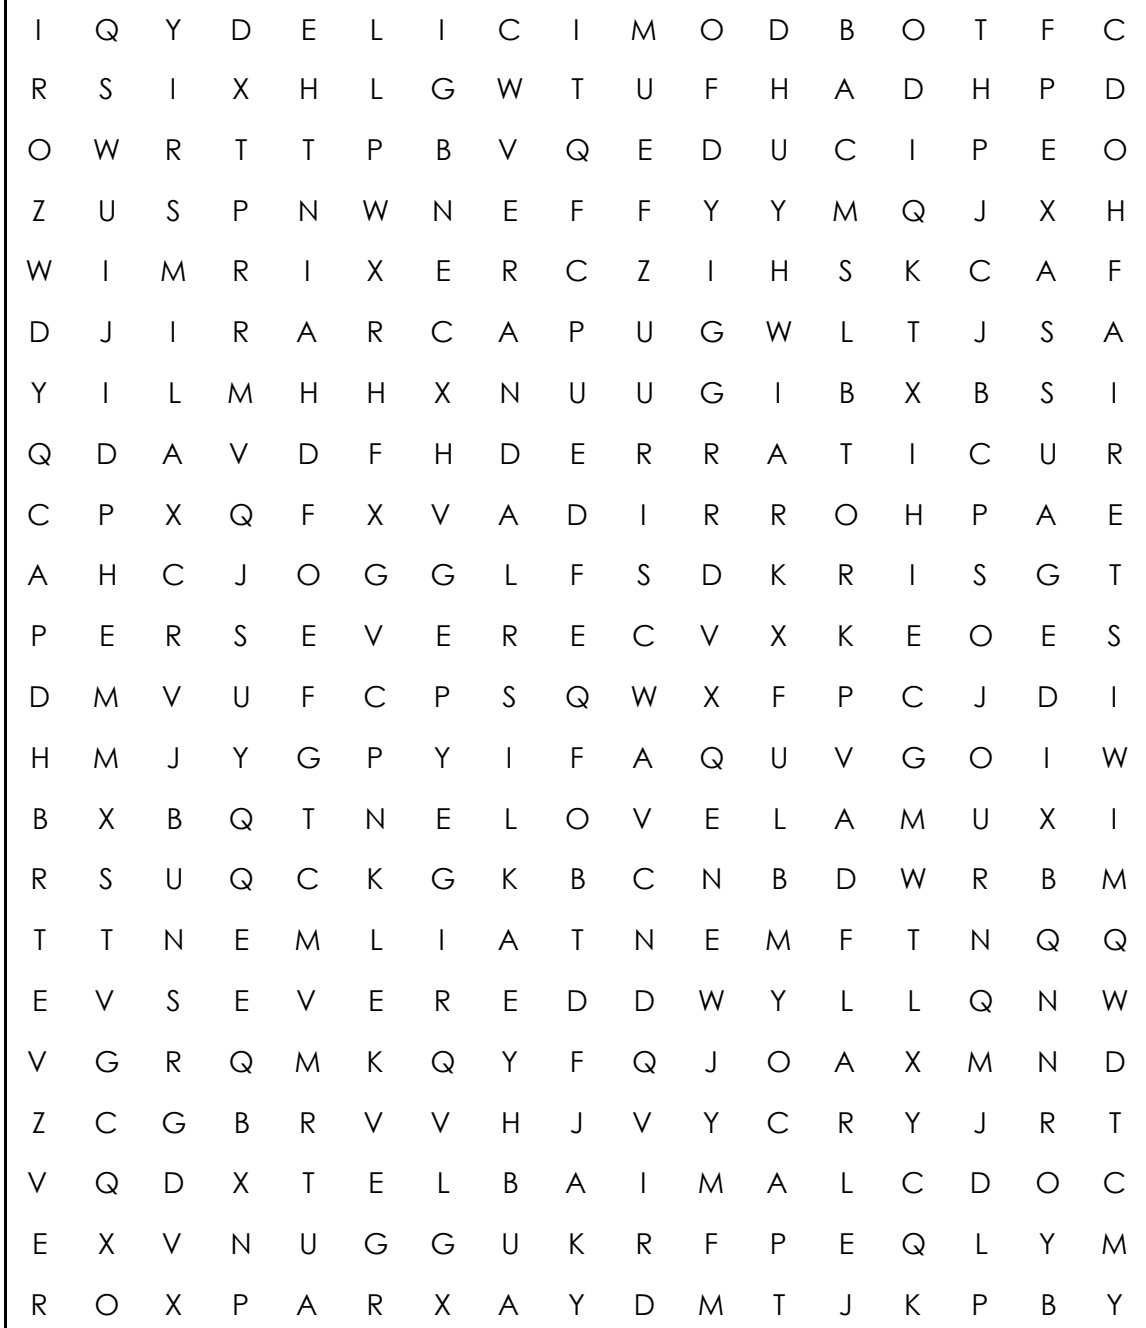 I Q Y D E L I C I M O D B O T F C
R S I X H L G W T U F H A D H P D
O W R T T P B V Q E D U C I P E O
Z U S P N W N E F F Y Y M Q J X H
W I M R I X E R C Z I H S K C A F
D J I R A R C A P U G W L T J S A
Y I L M H H X N U U G I B X B S I
Q D A V D F H D E R R A T I C U R
C P X Q F X V A D I R R O H P A E
A H C J O G G L F S D K R I S G T
P E R S E V E R E C V X K E O E S
D M V U F C P S Q W X F P C J D I
H M J Y G P Y I F A Q U V G O I W
B X B Q T N E L O V E L A M U X I
R S U Q C K G K B C N B D W R B M
T T N E M L I A T N E M F T N Q Q
E V S E V E R E D D W Y L L Q N W
V G R Q M K Q Y F Q J O A X M N D
Z C G B R V V H J V Y C R Y J R T
V Q D X T E L B A I M A L C D O C
E X V N U G G U K R F P E Q L Y M
R O X P A R X A Y D M T J K P B Y